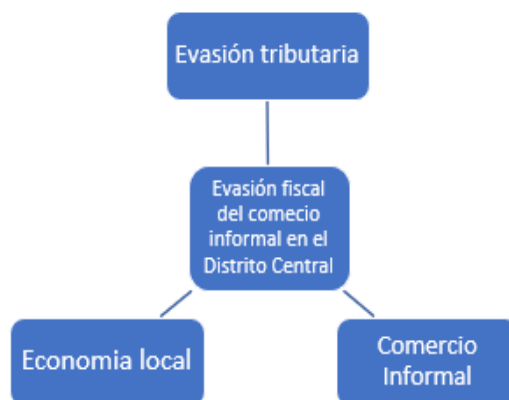 Evasión tributaria
Evasión fiscal
del comecio
informal en el
Distrito Central
Economia local
Comercio
Informal